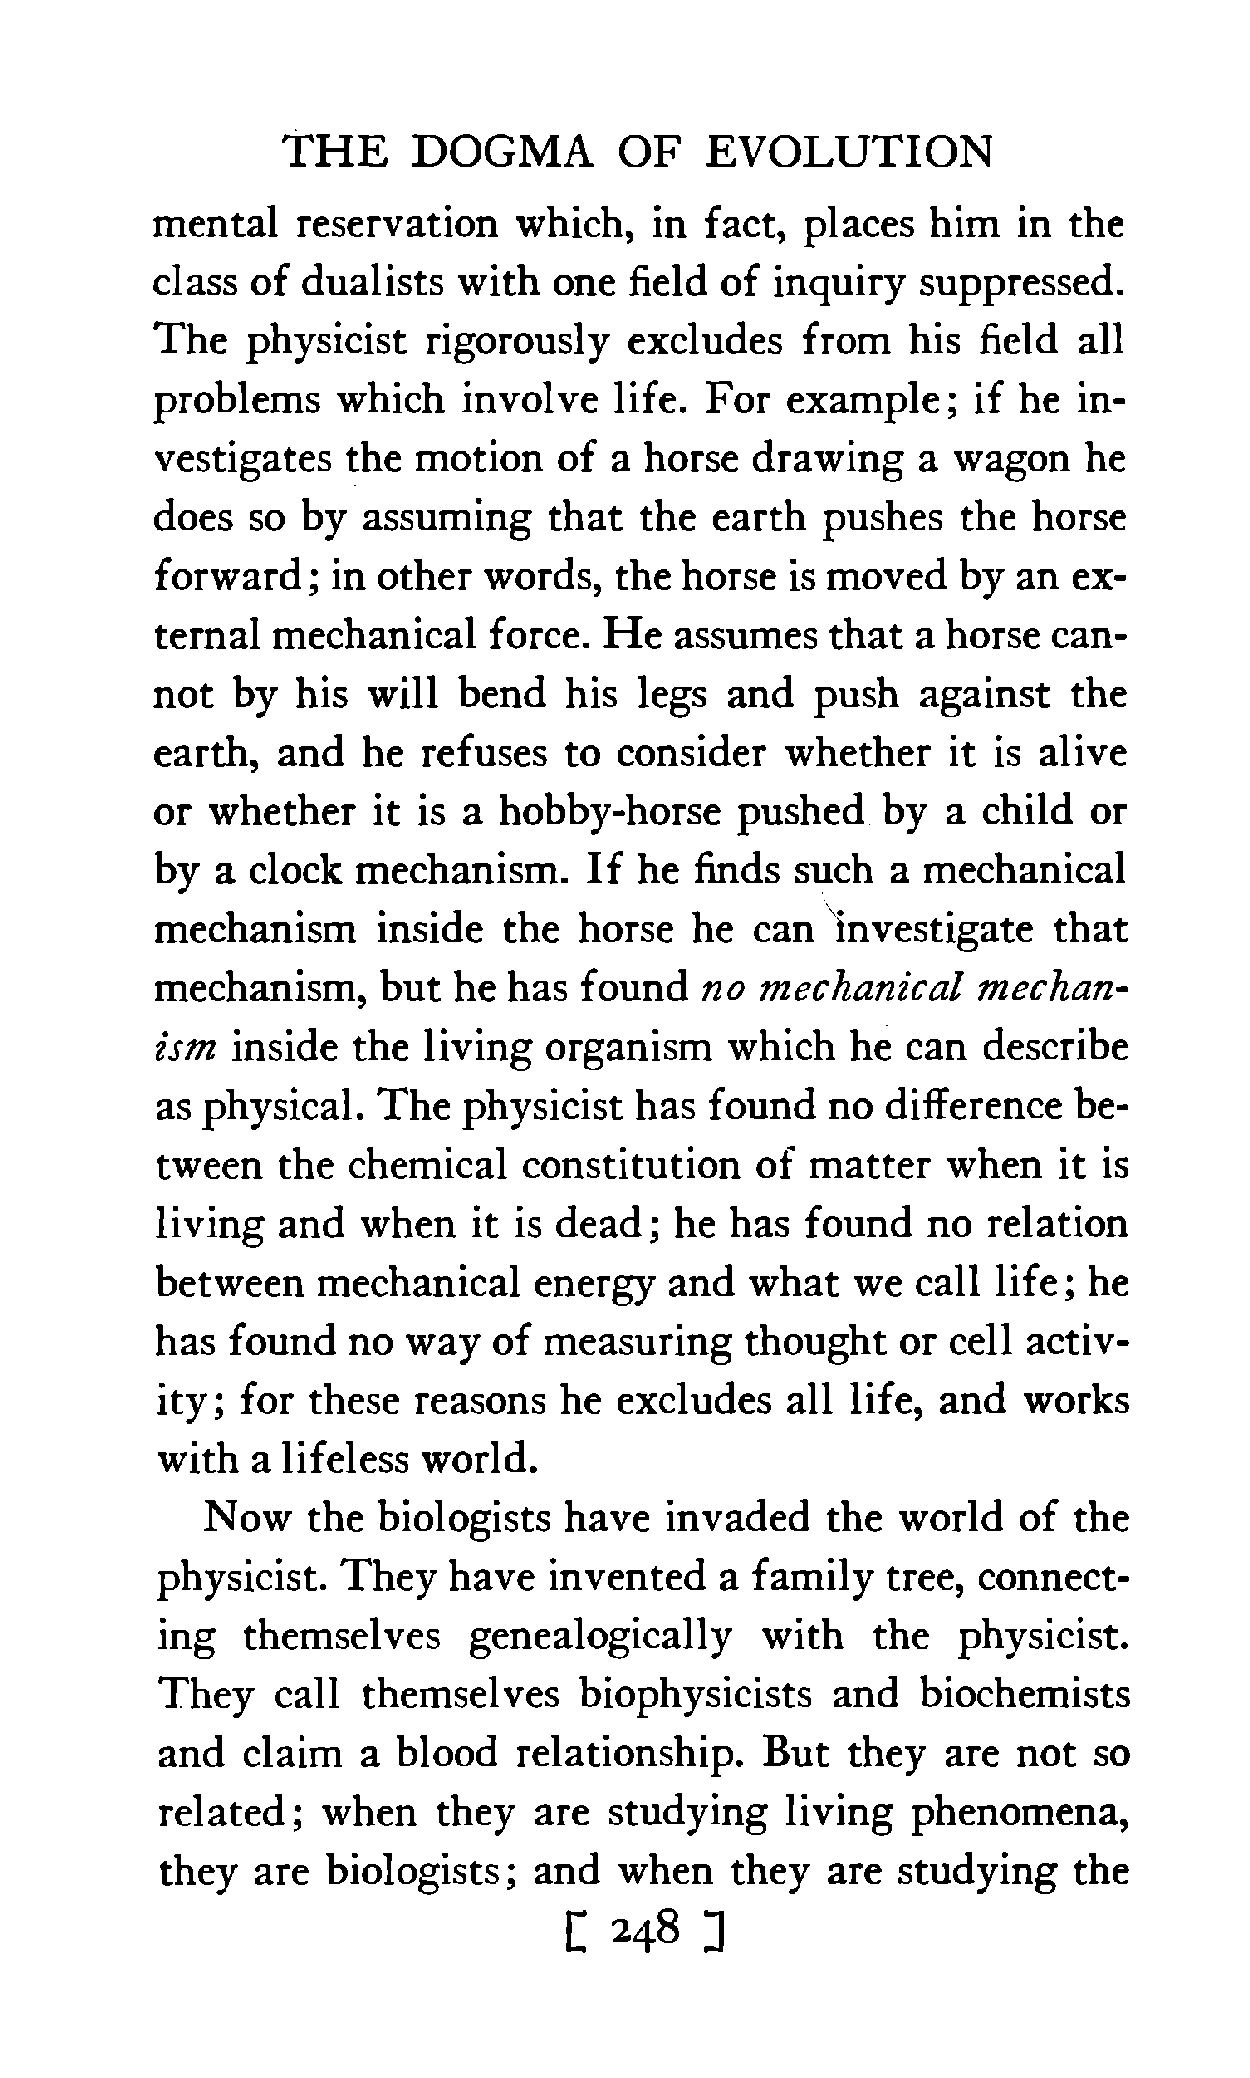 THE DOGMA OF EVOLUTION
mental reservation which, in fact, places him in the
class of dualists with one field of inquiry suppressed.
The physicist rigorously excludes from his field all
problems which involve life. For example; if he in-
vestigates the motion of a horse drawing a wagon he
does so by assuming that the earth pushes the horse
forward; in other words, the horse is moved by an ex-
ternal mechanical force. He assumes that a horse can-
not by his will bend his legs and push against the
earth, and he refuses to consider whether it is alive
or whether it is a hobby-horse pushed by a child or
by a clock mechanism. If he finds such a mechanical
mechanism inside the horse he can investigate that
mechanism, but he has found no mechanical mechan-
ism inside the living organism which he can describe
as physical. The physicist has found no difference be-
tween the chemical constitution of matter when it is
living and when it is dead; he has found no relation
between mechanical energy and what we call life; he
has found no way of measuring thought or cell activ-
ity; for these reasons he excludes all life, and works
with a lifeless world.
Now the biologists have invaded the world of the
physicist. They have invented a family tree, connect-
ing themselves genealogically with the physicist.
They call themselves biophysicists and biochemists
and claim a blood relationship. But they are not so
related; when they are studying living phenomena,
they are biologists; and when they are studying the
[ 248 ]